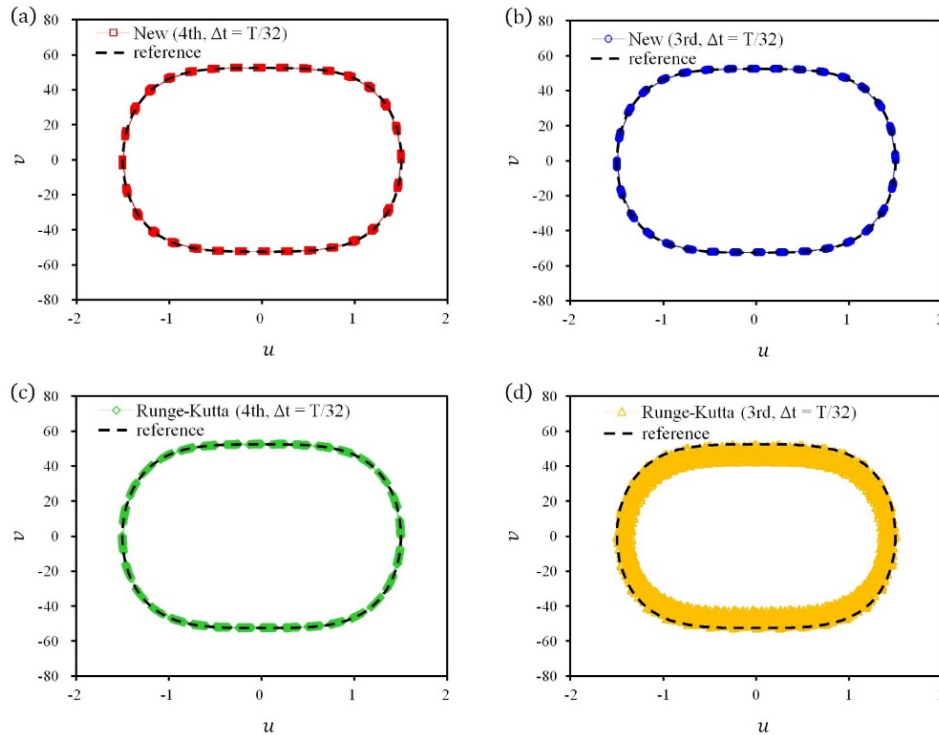 (a)
New (4th, Δt = T/32)
reference
80
60
40
20
0
-20
-40
-60
-80
-2
-1
0
1
2
v
u
(b)
New (3rd, Δt = T/32)
reference
80
60
40
20
0
-20
-40
-60
-80
-2
-1
0
1
2
v
u
(c)
Runge-Kutta (4th, Δt = T/32)
reference
80
60
40
20
0
-20
-40
-60
-80
-2
-1
0
1
2
v
u
(d)
Runge-Kutta (3rd, Δt = T/32)
reference
80
60
40
20
0
-20
-40
-60
-80
-2
-1
0
1
2
v
u